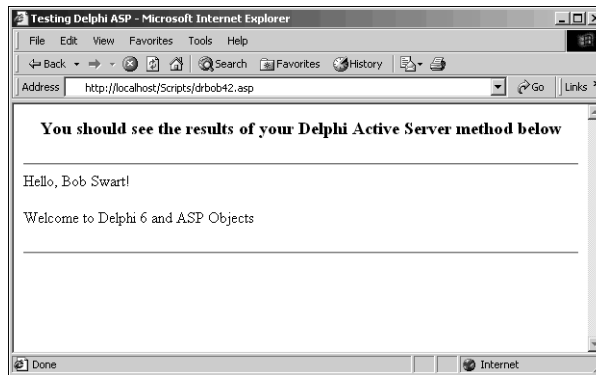 Testing Delphi ASP - Microsoft Internet Explorer
File Edit View Favorites Tools Help
Back Search Favorites History
Address http://localhost/Scripts/drbob42.asp Go Links
You should see the results of your Delphi Active Server method below
Hello, Bob Swart!
Welcome to Delphi 6 and ASP Objects
Done Internet